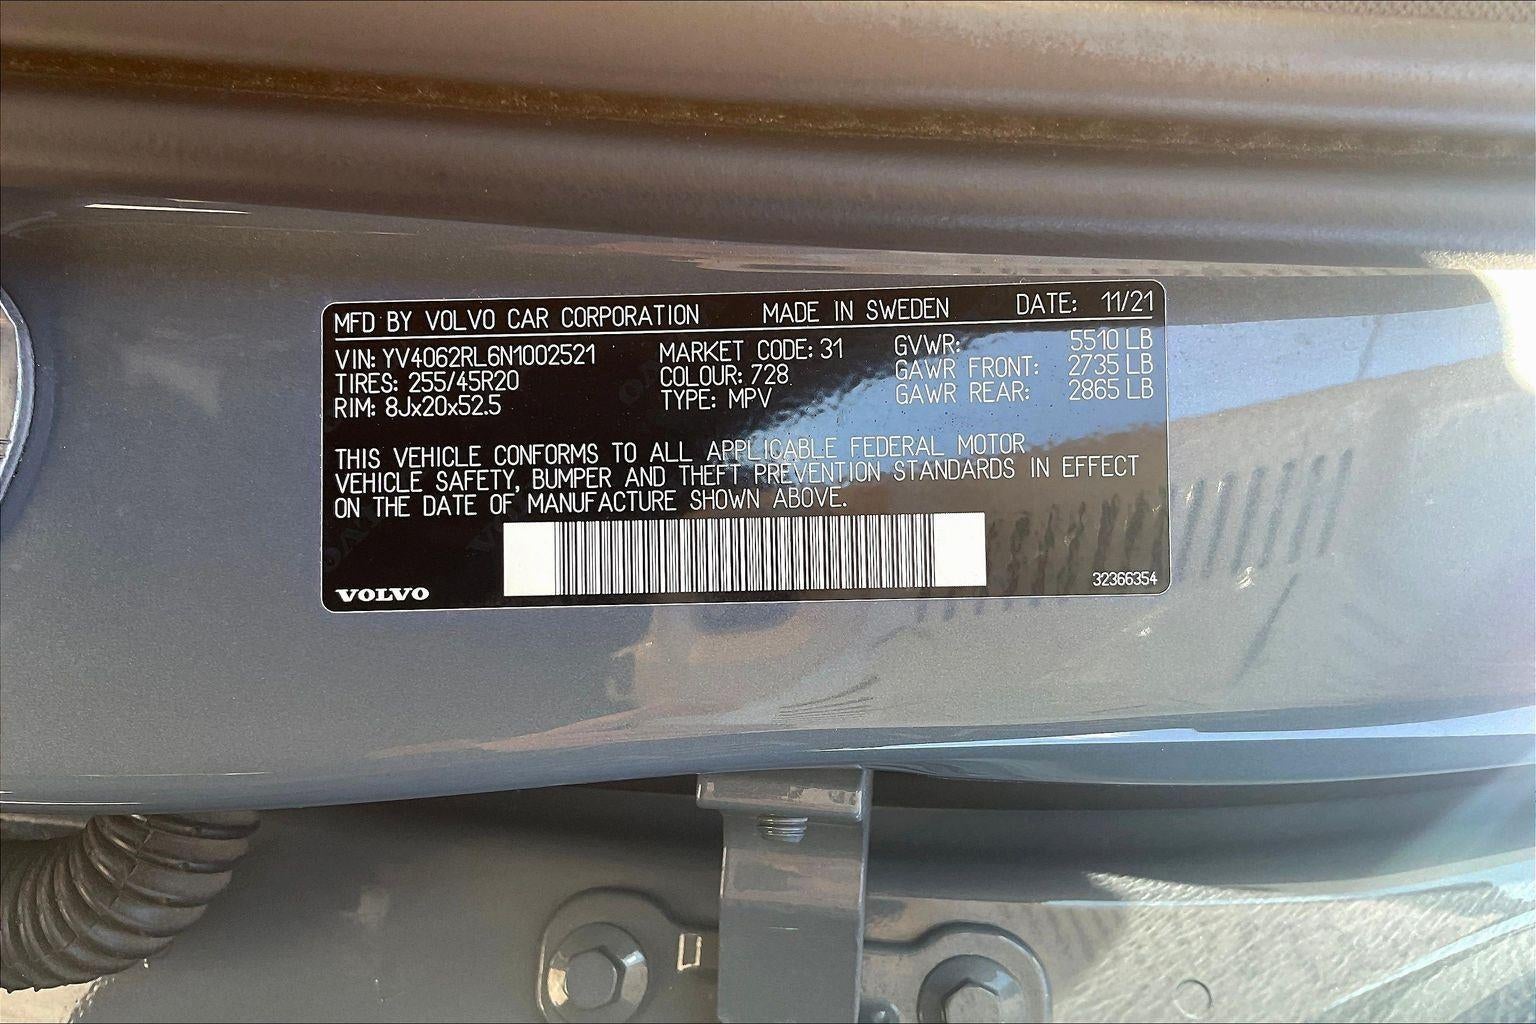 MFD BY VOLVO CAR CORPORATION MADE IN SWEDEN DATE: 11/21
VIN: YV4062RL6N1002521 MARKET CODE: 31 GVWR: 5510 LB
TIRES: 255/45R20 COLOUR: 728 GAWR FRONT: 2735 LB
RIM: 8Jx20x52.5 TYPE: MPV GAWR REAR: 2865 LB
THIS VEHICLE CONFORMS TO ALL APPLICABLE FEDERAL MOTOR
VEHICLE SAFETY, BUMPER AND THEFT PREVENTION STANDARDS IN EFFECT
ON THE DATE OF MANUFACTURE SHOWN ABOVE.
VOLVO 32366354